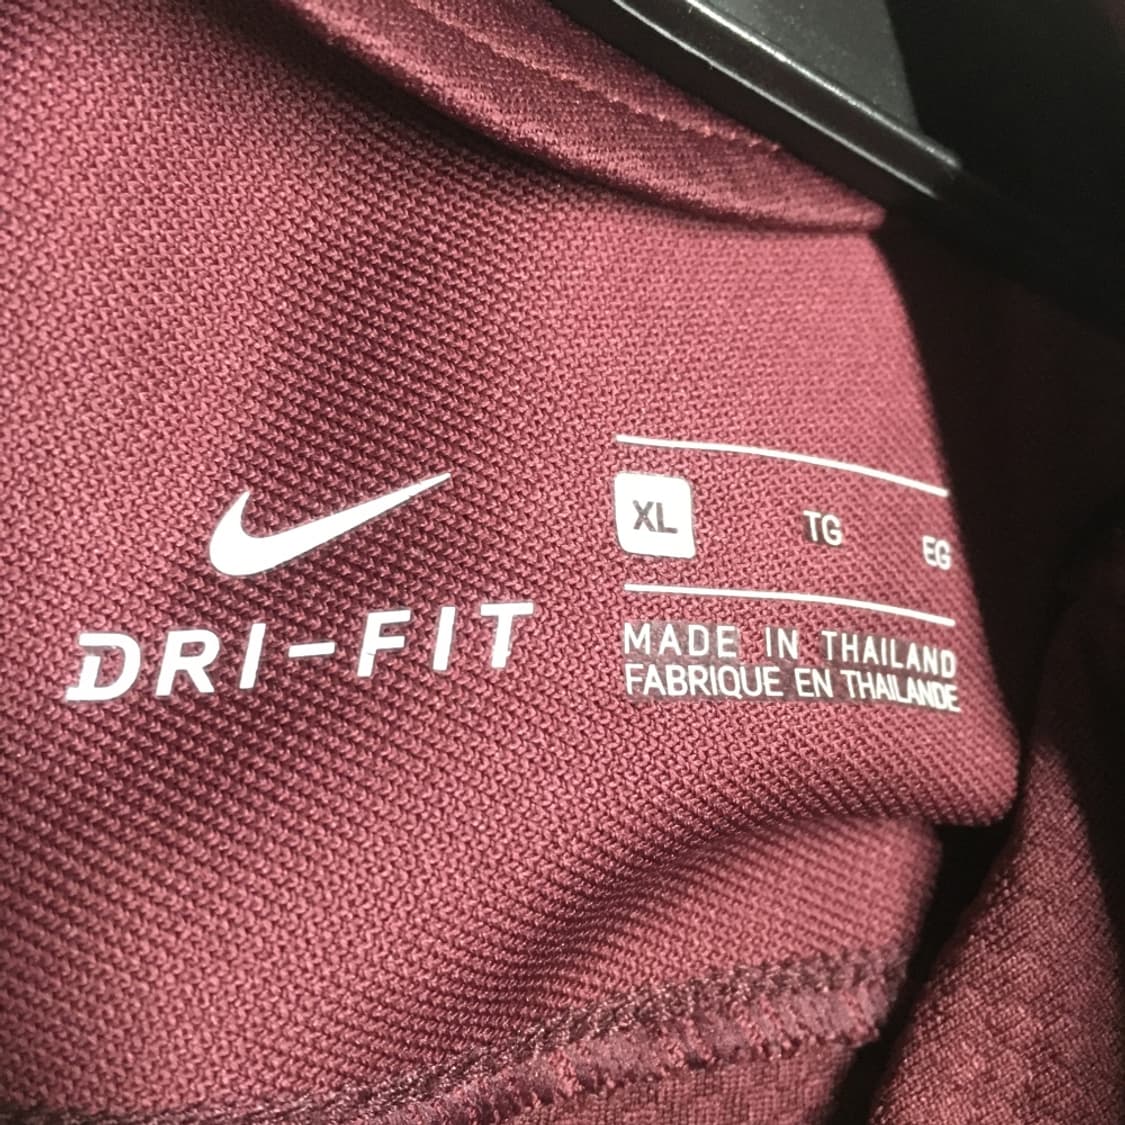 DRI-FIT
XL TG EG
MADE IN THAILAND
FABRIQUE EN THAILANDE